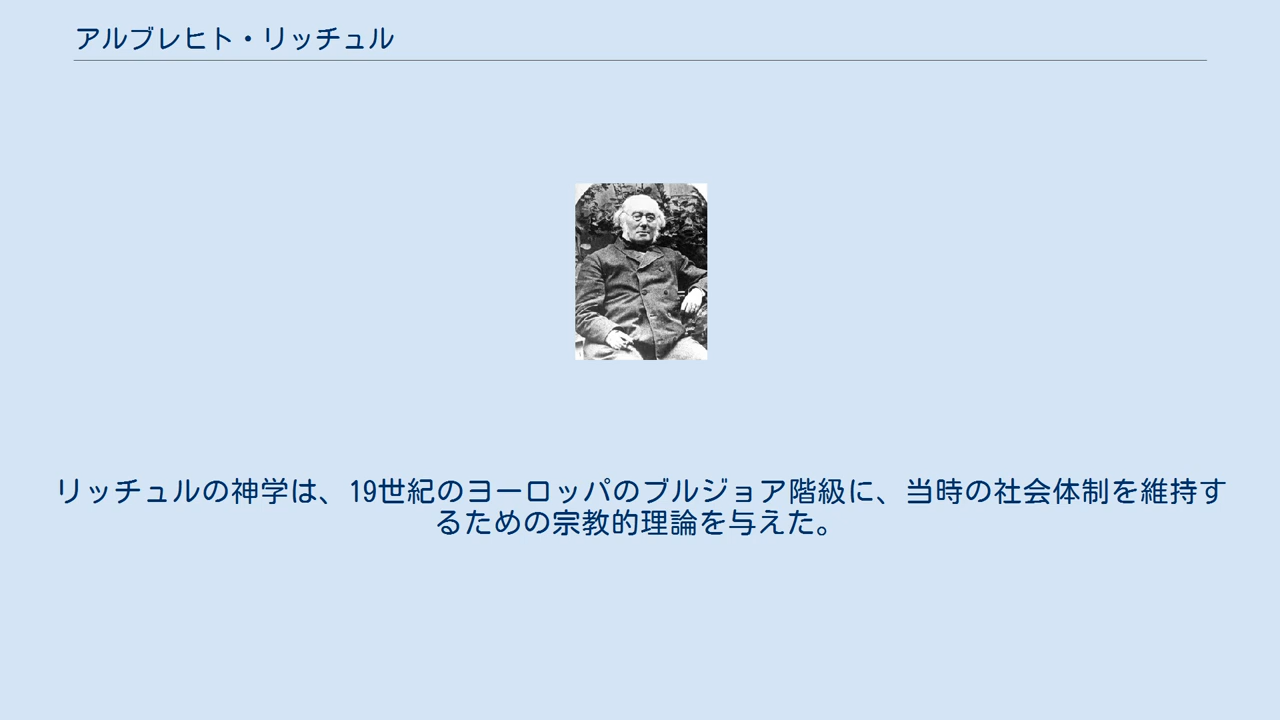 アルブレヒト・リッチュル
リッチュルの神学は、19世紀のヨーロッパのブルジョア階級に、当時の社会体制を維持す
るための宗教的理論を与えた。